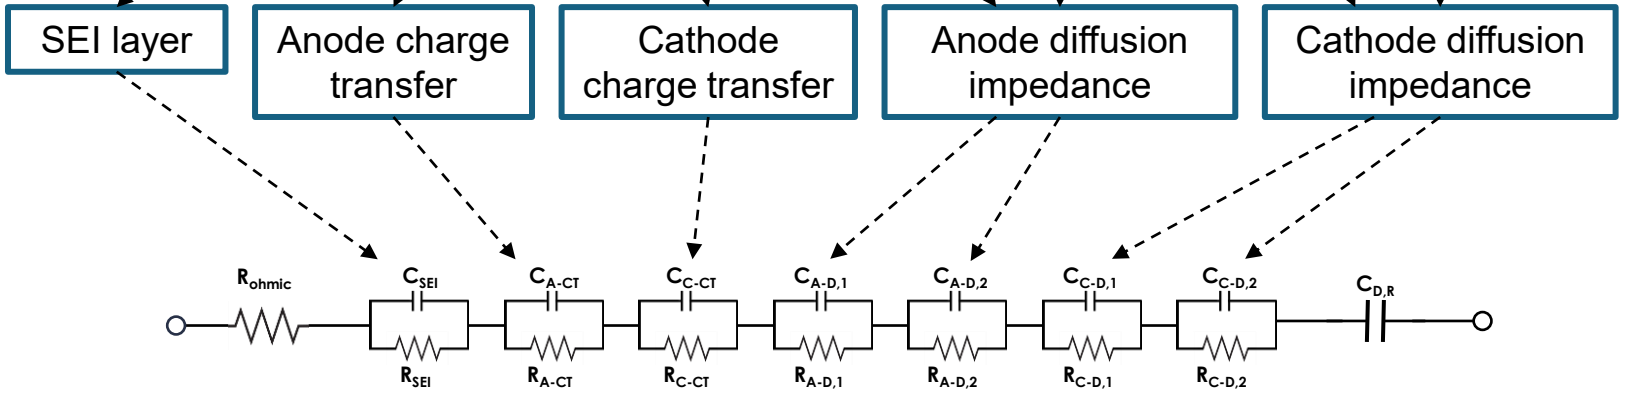 SEI layer
Anode charge
transfer
Cathode
charge transfer
Anode diffusion
impedance
Cathode diffusion
impedance
Rohmic
CSEI
CA-CT
CC-CT
CA-D,1
CA-D,2
CC-D,1
CC-D,2
CD,R
RSEI
RA-CT
RC-CT
RA-D,1
RA-D,2
RC-D,1
RC-D,2